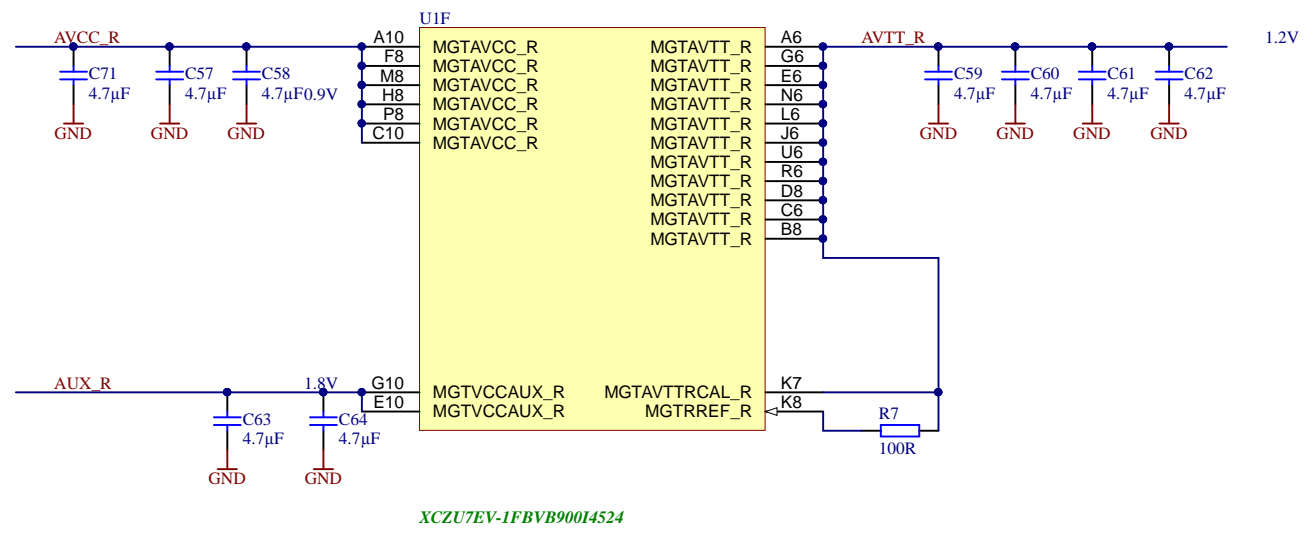 U1F
AVCC_R
A10
MGTAVCC_R
MGTAVTT_R
A6
AVTT_R
1.2V
F8
MGTAVCC_R
MGTAVTT_R
G6
M8
MGTAVCC_R
MGTAVTT_R
E6
H8
MGTAVCC_R
MGTAVTT_R
N6
P8
MGTAVCC_R
MGTAVTT_R
L6
C10
MGTAVCC_R
MGTAVTT_R
J6
MGTAVTT_R
U6
MGTAVTT_R
R6
MGTAVTT_R
D8
MGTAVTT_R
C6
MGTAVTT_R
B8
C71
4.7µF
GND
C57
4.7µF
GND
C58
4.7µF
0.9V
GND
C59
4.7µF
GND
C60
4.7µF
GND
C61
4.7µF
GND
C62
4.7µF
GND
AUX_R
1.8V
G10
MGTVCCAUX_R
MGTAVTTRCAL_R
K7
E10
MGTVCCAUX_R
MGTRREF_R
K8
C63
4.7µF
GND
C64
4.7µF
GND
R7
100R
XCZU7EV-1FBVB900I4524